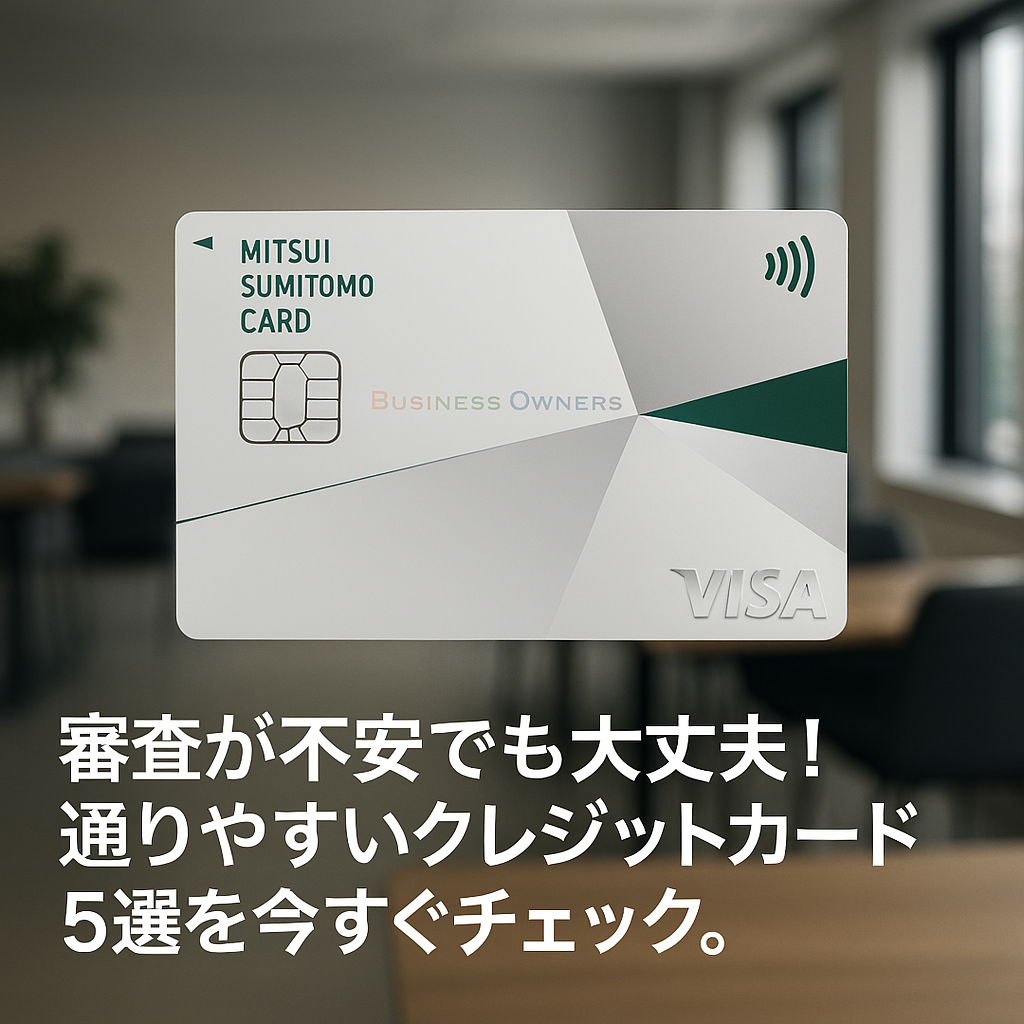 MITSUI
SUMITOMO
CARD
BUSINESS OWNERS
VISA
審査が不安でも大丈夫！
通りやすいクレジットカード
5選を今すぐチェック。